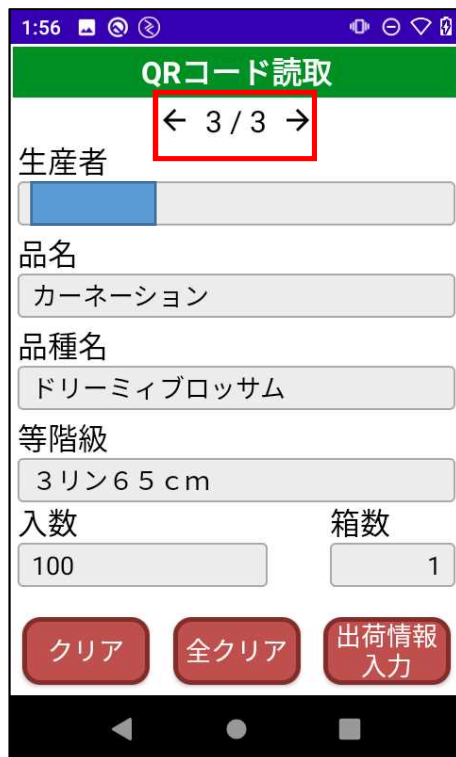 1:56
QRコード読取
← 3 / 3 →
生産者
品名
カーネーション
品種名
ドリーミィブロッサム
等階級
３リン６５ｃｍ
入数 箱数
100 1
クリア 全クリア 出荷情報
入力